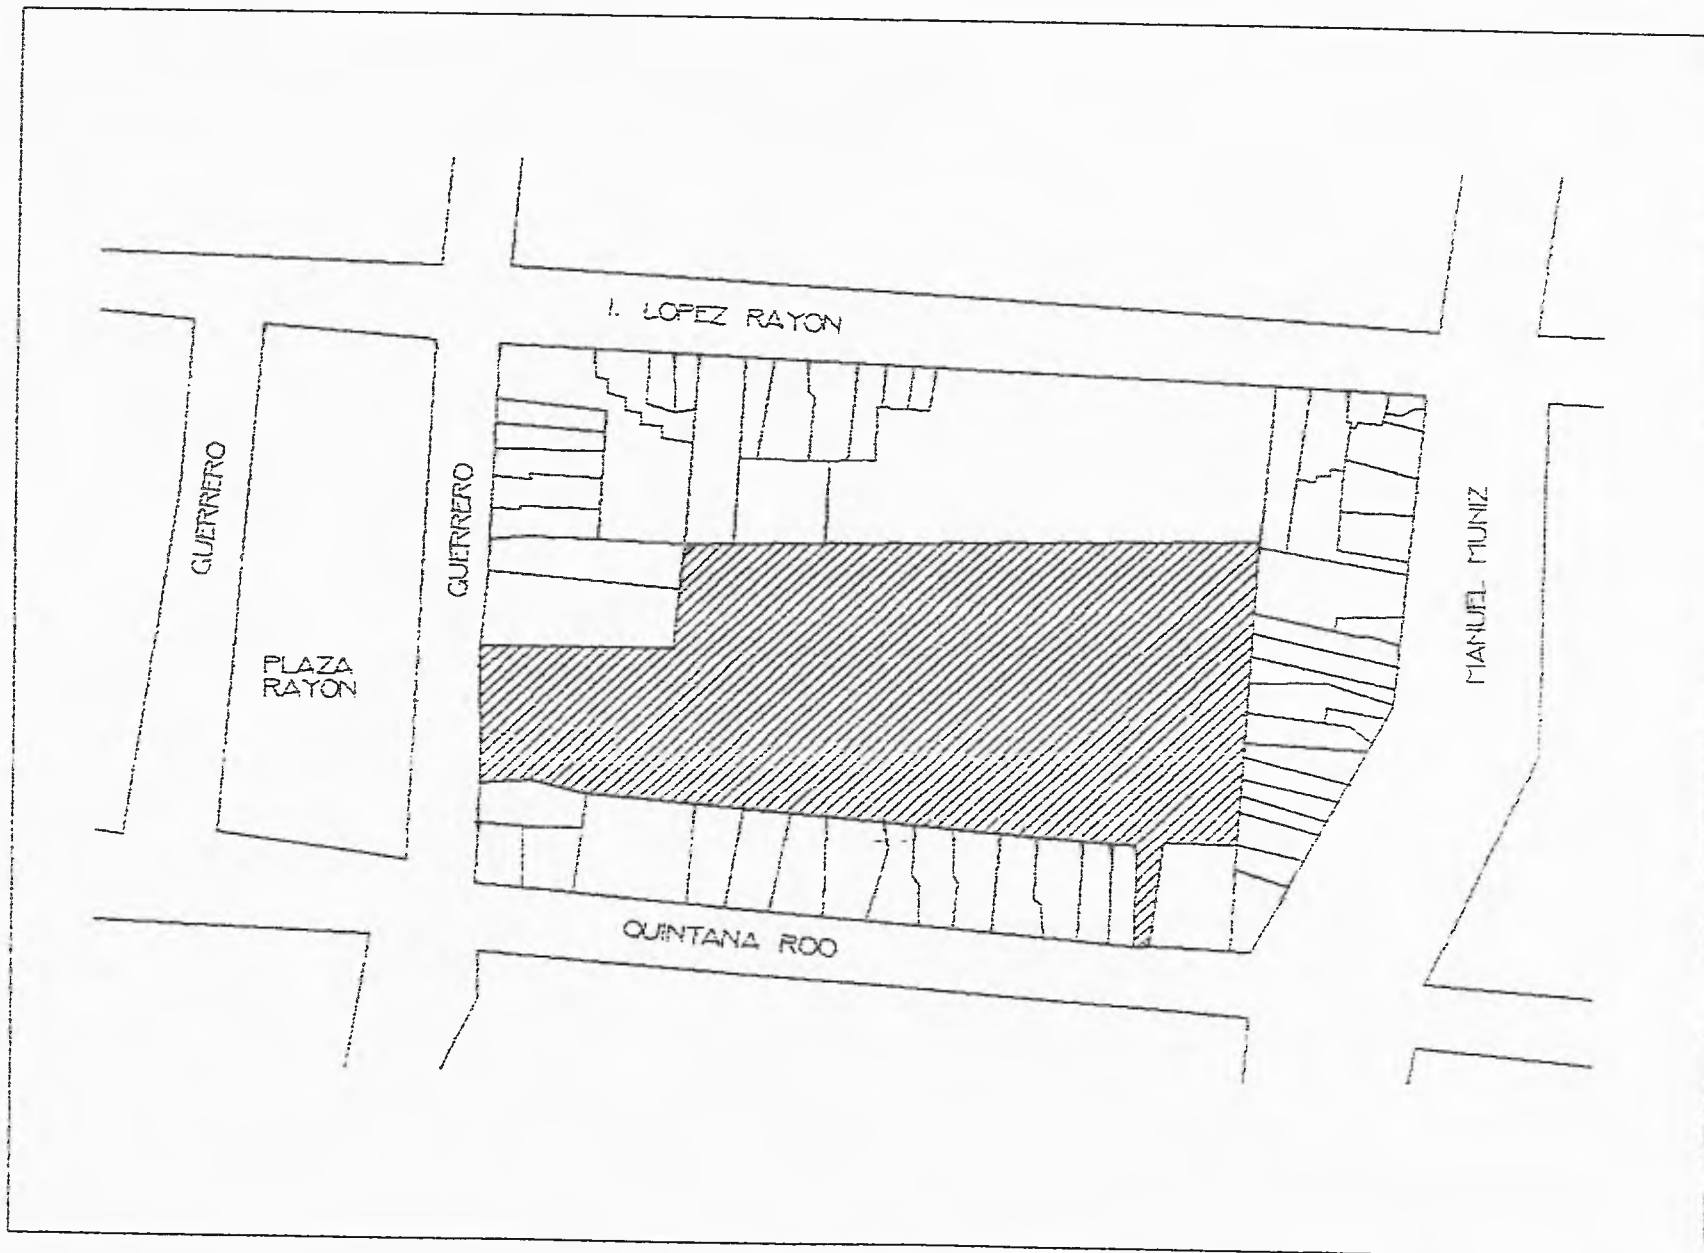 I. LOPEZ RAYON
GUERRERO
GUERRERO
MANUEL MUNIZ
PLAZA
RAYON
QUINTANA ROO